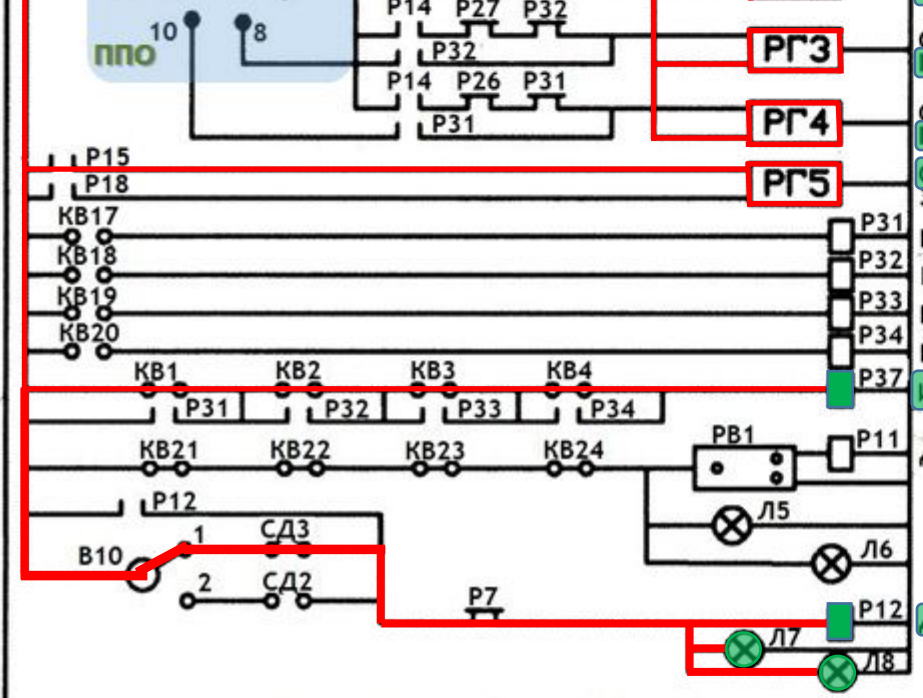 Р14 Р27 Р32
10 8
ППО
Р32
РГ3
Р14 Р26 Р31
Р31
РГ4
Р15
Р18
РГ5
КВ17 Р31
КВ18 Р32
КВ19 Р33
КВ20 Р34
КВ1 КВ2 КВ3 КВ4 Р37
Р31 Р32 Р33 Р34
КВ21 КВ22 КВ23 КВ24 РВ1 Р11
Р12 Л5
1 СД3
В10 Л6
2 СД2
Р7 Р12
Л7
Л8